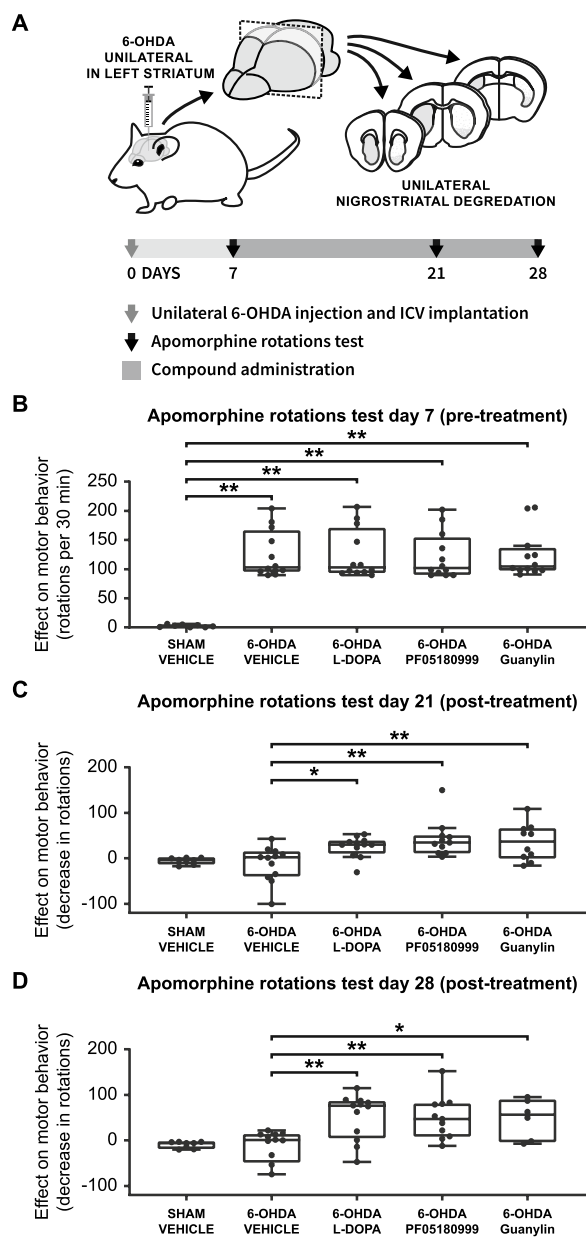 A
6-OHDA
UNILATERAL
IN LEFT STRIATUM
UNILATERAL
NIGROSTRIATAL DEGREDATION
0 DAYS 7 21 28
Unilateral 6-OHDA injection and ICV implantation
Apomorphine rotations test
Compound administration
B
Apomorphine rotations test day 7 (pre-treatment)
Effect on motor behavior
(rotations per 30 min)
250
200
150
100
50
0
**
**
**
**
SHAM
VEHICLE
6-OHDA
VEHICLE
6-OHDA
L-DOPA
6-OHDA
PF05180999
6-OHDA
Guanylin
C
Apomorphine rotations test day 21 (post-treatment)
Effect on motor behavior
(decrease in rotations)
200
100
0
-100
**
**
*
SHAM
VEHICLE
6-OHDA
VEHICLE
6-OHDA
L-DOPA
6-OHDA
PF05180999
6-OHDA
Guanylin
D
Apomorphine rotations test day 28 (post-treatment)
Effect on motor behavior
(decrease in rotations)
200
100
0
-100
*
**
**
SHAM
VEHICLE
6-OHDA
VEHICLE
6-OHDA
L-DOPA
6-OHDA
PF05180999
6-OHDA
Guanylin